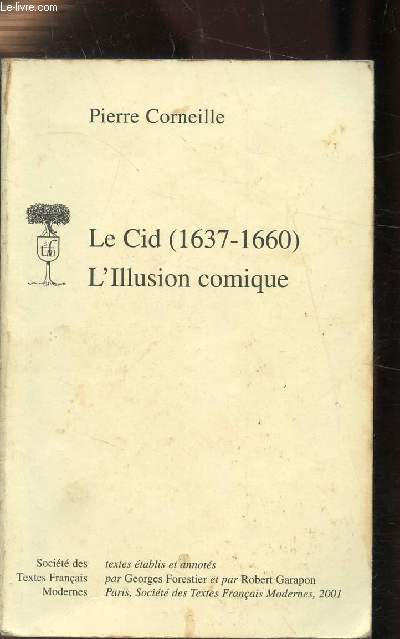 Le-livre.com
Pierre Corneille
Le Cid (1637-1660)
L'Illusion comique
Société des
Textes Français
Modernes
textes établis et annotés
par Georges Forestier et par Robert Garapon
Paris, Société des Textes Français Modernes, 2001